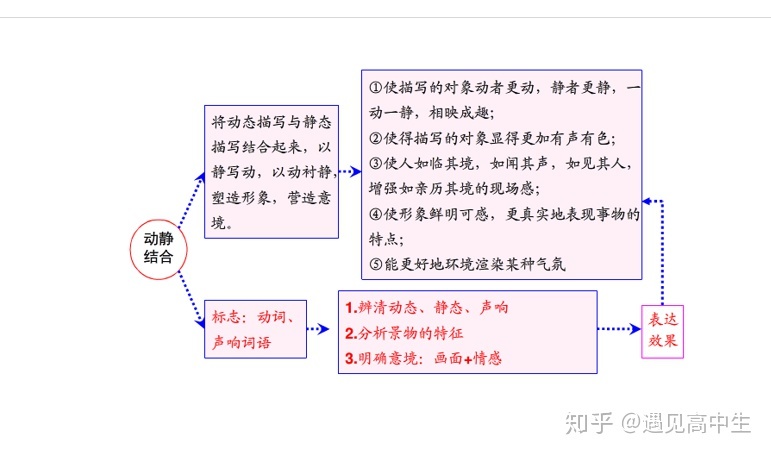 动静
结合
将动态描写与静态
描写结合起来，以
静写动，以动衬静，
塑造形象，营造意
境。
①使描写的对象动者更动，静者更静，一
动一静，相映成趣；
②使得描写的对象显得更加有声有色；
③使人如临其境，如闻其声，如见其人，
增强如亲历其境的现场感；
④使形象鲜明可感，更真实地表现事物的
特点；
⑤能更好地环境渲染某种气氛
标志：动词、
声响词语
1.辨清动态、静态、声响
2.分析景物的特征
3.明确意境：画面+情感
表达
效果
知乎 @遇见高中生